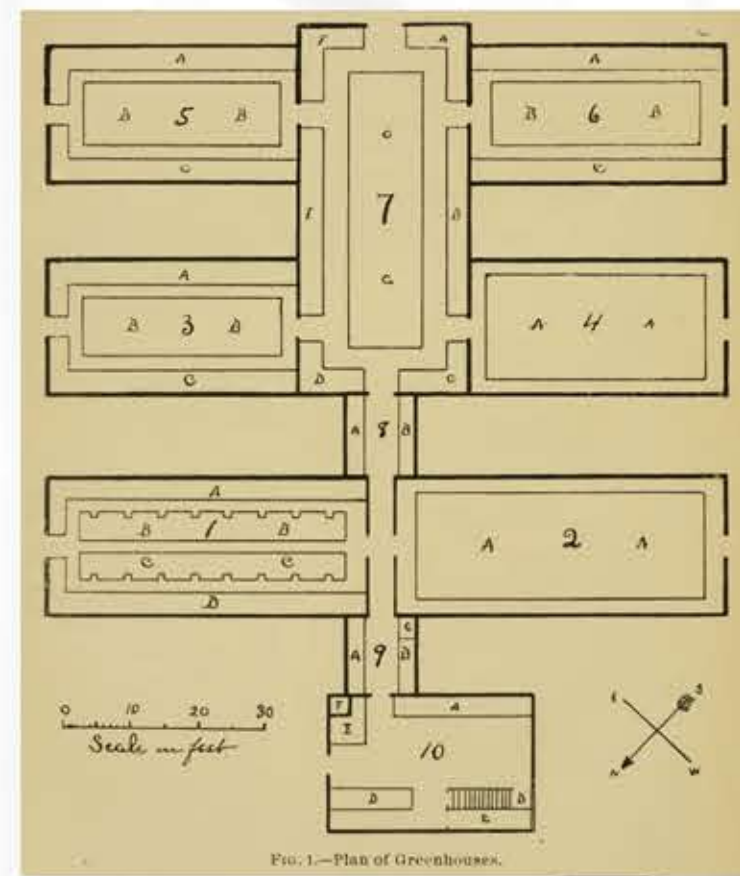 F A
A A
B 5 B B 6 B
C
7
A
B 3 B A 4 A
C D C
A 8 B
A
B 1 B A 2 A
C C
D
C
A 9 B
0 10 20 30
Scale in feet
A
10
D D
E
S
N W
FIG. 1.—Plan of Greenhouses.